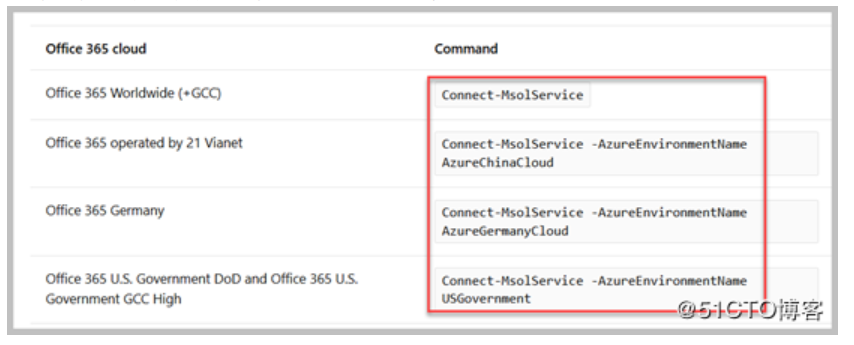 Office 365 cloud Command
Office 365 Worldwide (+GCC) Connect-MsolService
Office 365 operated by 21 Vianet Connect-MsolService -AzureEnvironmentName
AzureChinaCloud
Office 365 Germany Connect-MsolService -AzureEnvironmentName
AzureGermanyCloud
Office 365 U.S. Government DoD and Office 365 U.S. Connect-MsolService -AzureEnvironmentName
Government GCC High USGovernment
@51CTO博客